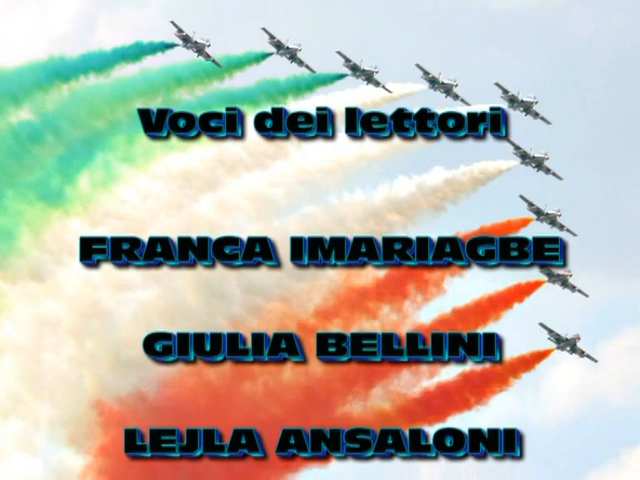 Voci dei lettori
FRANCA IMARIAGBE
GIULIA BELLINI
LEJLA ANSALONI